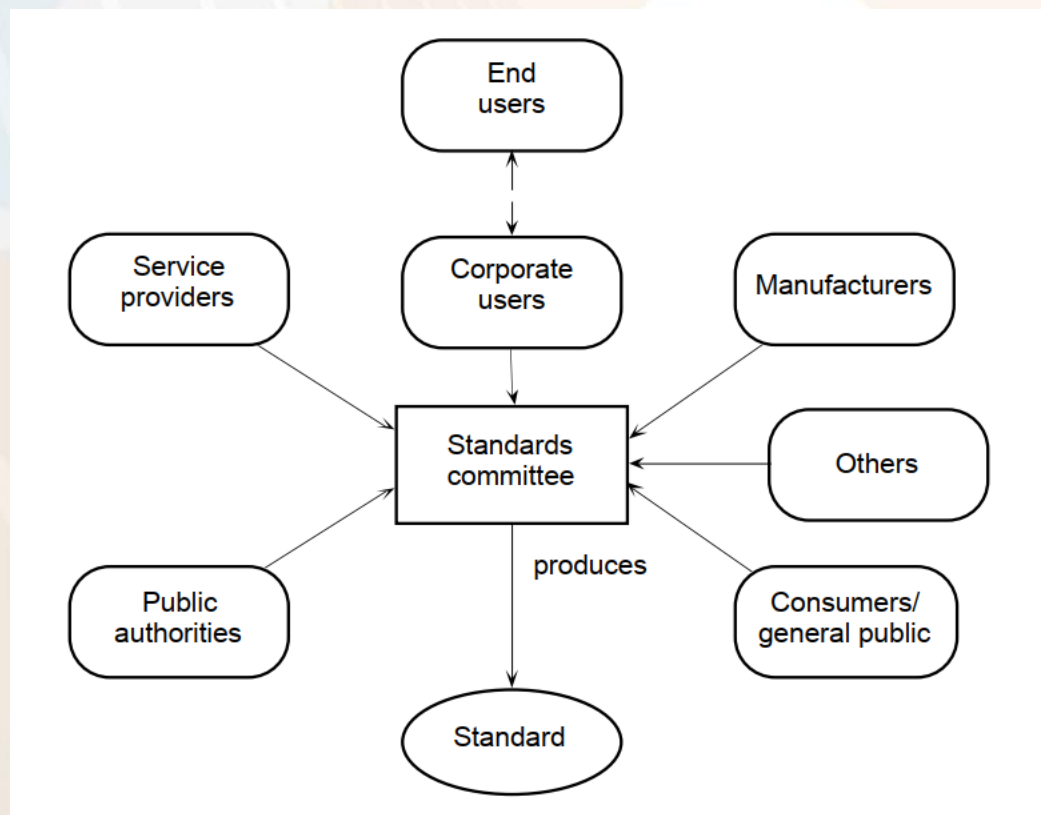 End
users
Service
providers
Corporate
users
Manufacturers
Standards
committee
Others
produces
Public
authorities
Consumers/
general public
Standard